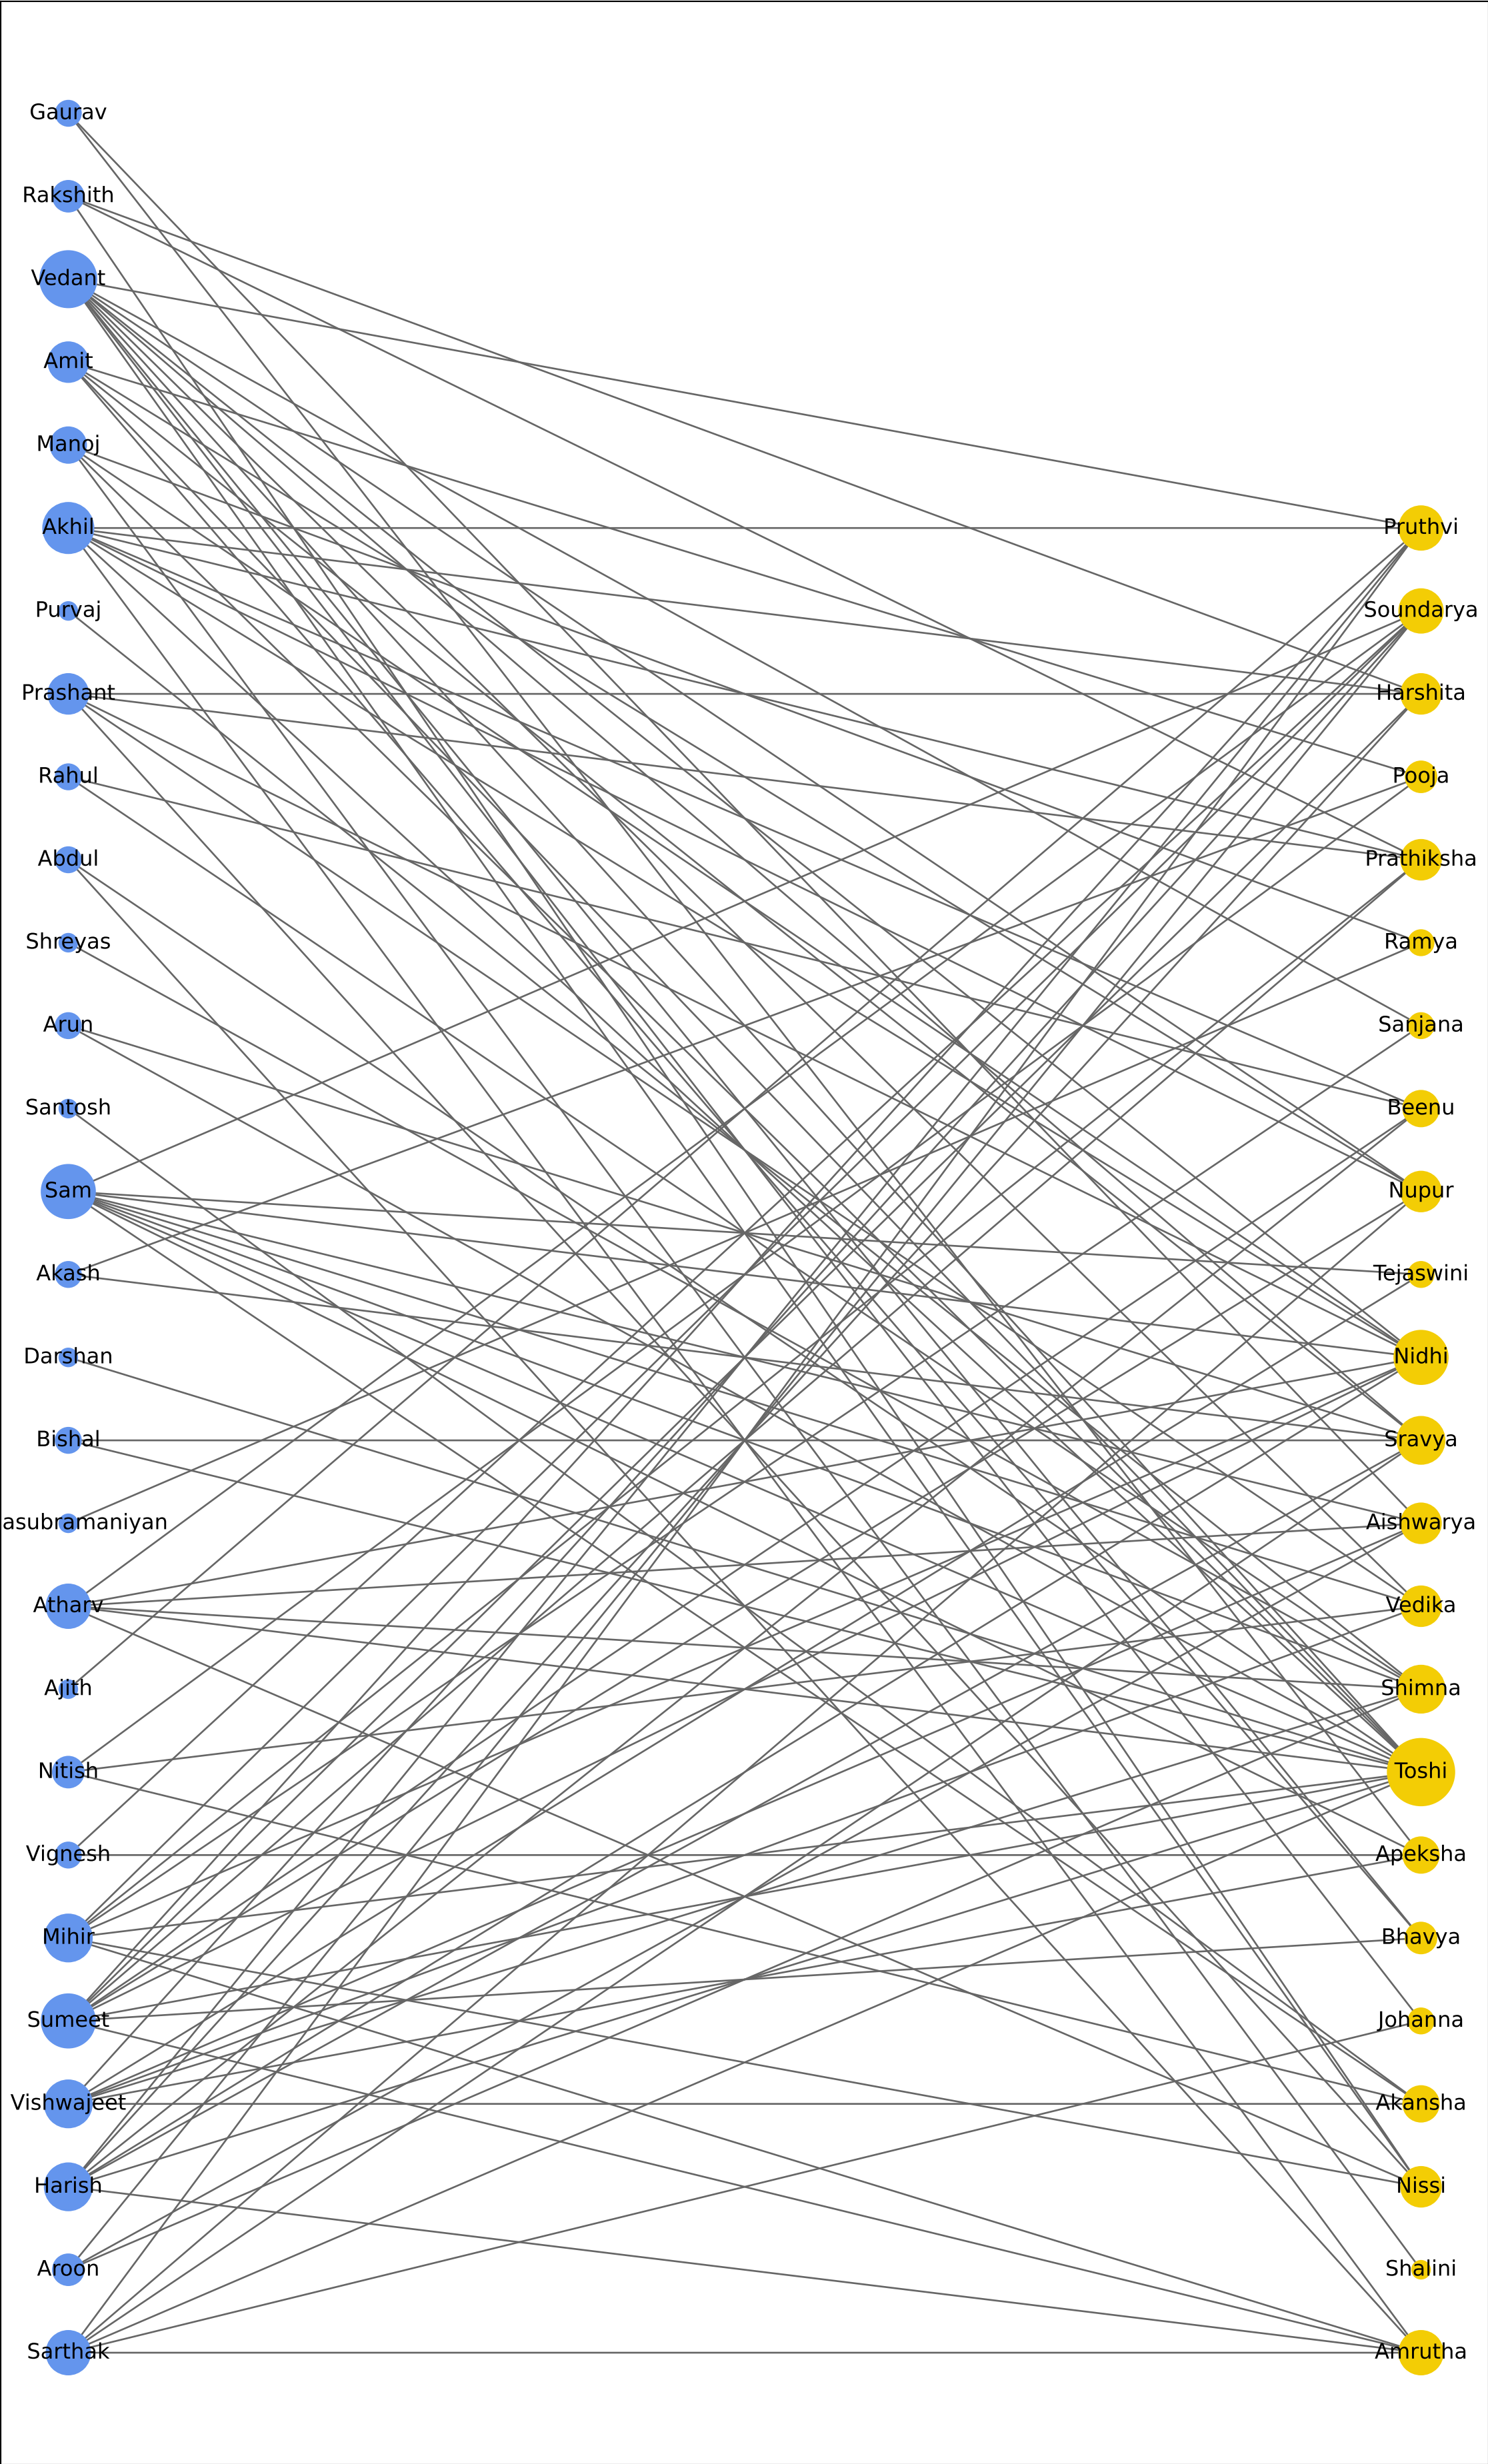 Gaurav
Rakshith
Vedant
Amit
Manoj
Akhil
Purvaj
Prashant
Rahul
Abdul
Shreyas
Arun
Santosh
Sam
Akash
Darshan
Bishal
asubramaniyan
Atharv
Ajith
Nitish
Vignesh
Mihir
Sumeet
Vishwajeet
Harish
Aroon
Sarthak
Pruthvi
Soundarya
Harshita
Pooja
Prathiksha
Ramya
Sanjana
Beenu
Nupur
Tejaswini
Nidhi
Sravya
Aishwarya
Vedika
Shimna
Toshi
Apeksha
Bhavya
Johanna
Akansha
Nissi
Shalini
Amrutha